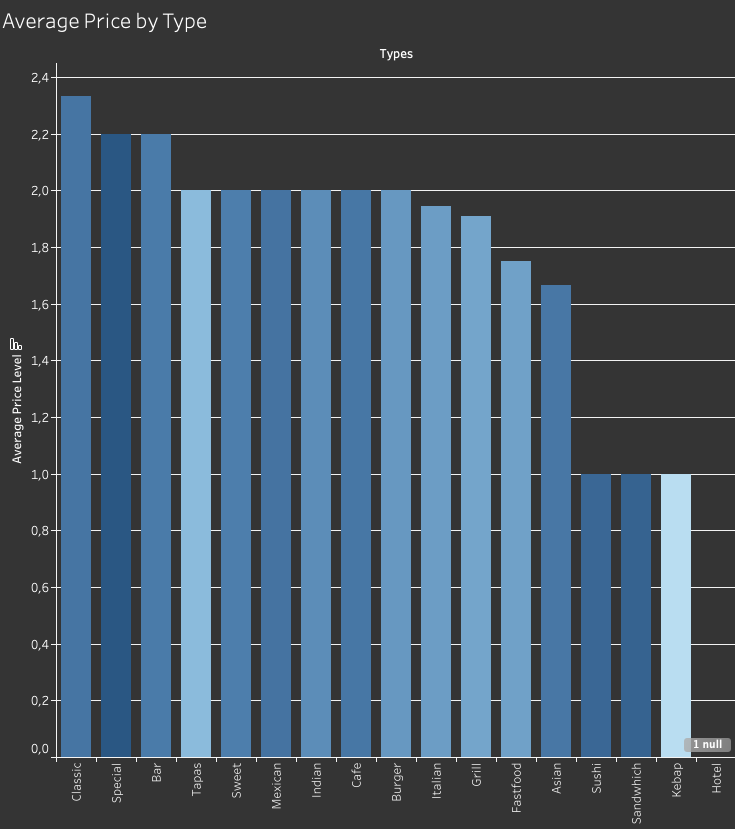 Average Price by Type
Types
Average Price Level
2,4
2,2
2,0
1,8
1,6
1,4
1,2
1,0
0,8
0,6
0,4
0,2
0,0
1 null
Classic
Special
Bar
Tapas
Sweet
Mexican
Indian
Cafe
Burger
Italian
Grill
Fastfood
Asian
Sushi
Sandwhich
Kebap
Hotel